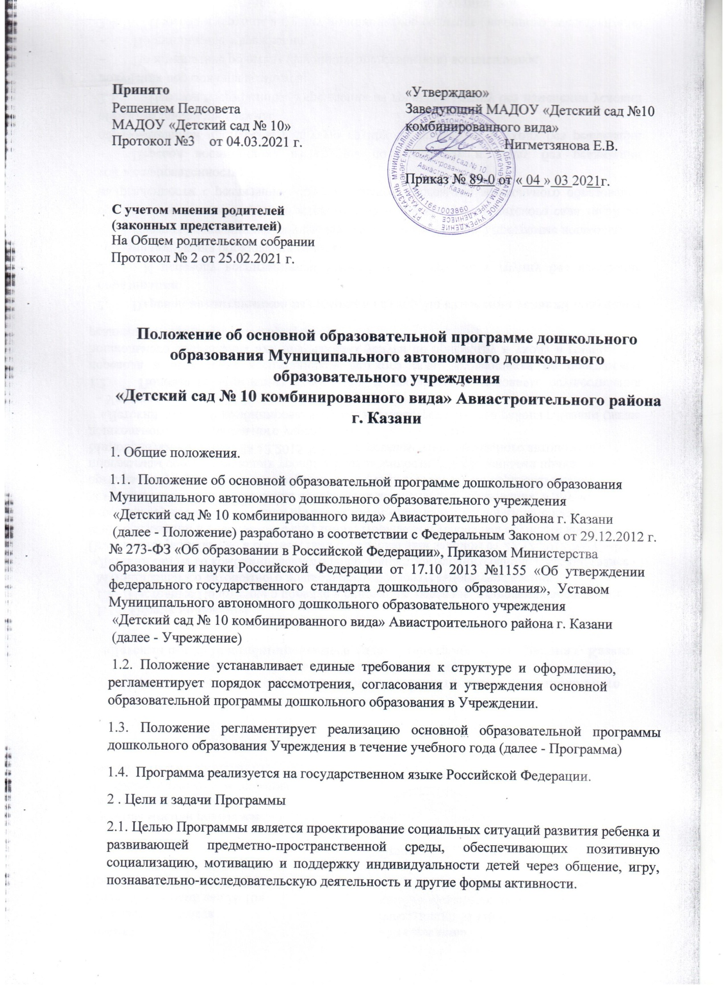 Принято
Решением Педсовета
МАДОУ «Детский сад № 10»
Протокол №3 от 04.03.2021 г.
«Утверждаю»
Заведующий МАДОУ «Детский сад №10
комбинированного вида»
Нигметзянова Е.В.
Приказ № 89-0 от « 04 » 03 2021г.
Детский сад № 10
комбинированного вида
Авиастроительного
района г. Казани
ИНН 1661003860
С учетом мнения родителей
(законных представителей)
На Общем родительском собрании
Протокол № 2 от 25.02.2021 г.
Положение об основной образовательной программе дошкольного
образования Муниципального автономного дошкольного
образовательного учреждения
«Детский сад № 10 комбинированного вида» Авиастроительного района
г. Казани
1. Общие положения.
1.1. Положение об основной образовательной программе дошкольного образования
Муниципального автономного дошкольного образовательного учреждения
«Детский сад № 10 комбинированного вида» Авиастроительного района г. Казани
(далее - Положение) разработано в соответствии с Федеральным Законом от 29.12.2012 г.
№ 273-ФЗ «Об образовании в Российской Федерации», Приказом Министерства
образования и науки Российской Федерации от 17.10 2013 №1155 «Об утверждении
федерального государственного стандарта дошкольного образования», Уставом
Муниципального автономного дошкольного образовательного учреждения
«Детский сад № 10 комбинированного вида» Авиастроительного района г. Казани
(далее - Учреждение)
1.2. Положение устанавливает единые требования к структуре и оформлению,
регламентирует порядок рассмотрения, согласования и утверждения основной
образовательной программы дошкольного образования в Учреждении.
1.3. Положение регламентирует реализацию основной образовательной программы
дошкольного образования Учреждения в течение учебного года (далее - Программа)
1.4. Программа реализуется на государственном языке Российской Федерации.
2 . Цели и задачи Программы
2.1. Целью Программы является проектирование социальных ситуаций развития ребенка и
развивающей предметно-пространственной среды, обеспечивающих позитивную
социализацию, мотивацию и поддержку индивидуальности детей через общение, игру,
познавательно-исследовательскую деятельность и другие формы активности.